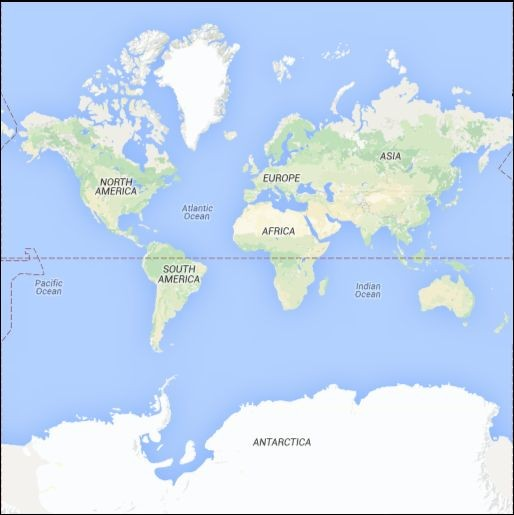 ASIA
NORTH
AMERICA
EUROPE
Atlantic
Ocean
AFRICA
SOUTH
AMERICA
Pacific
Ocean
Indian
Ocean
ANTARCTICA